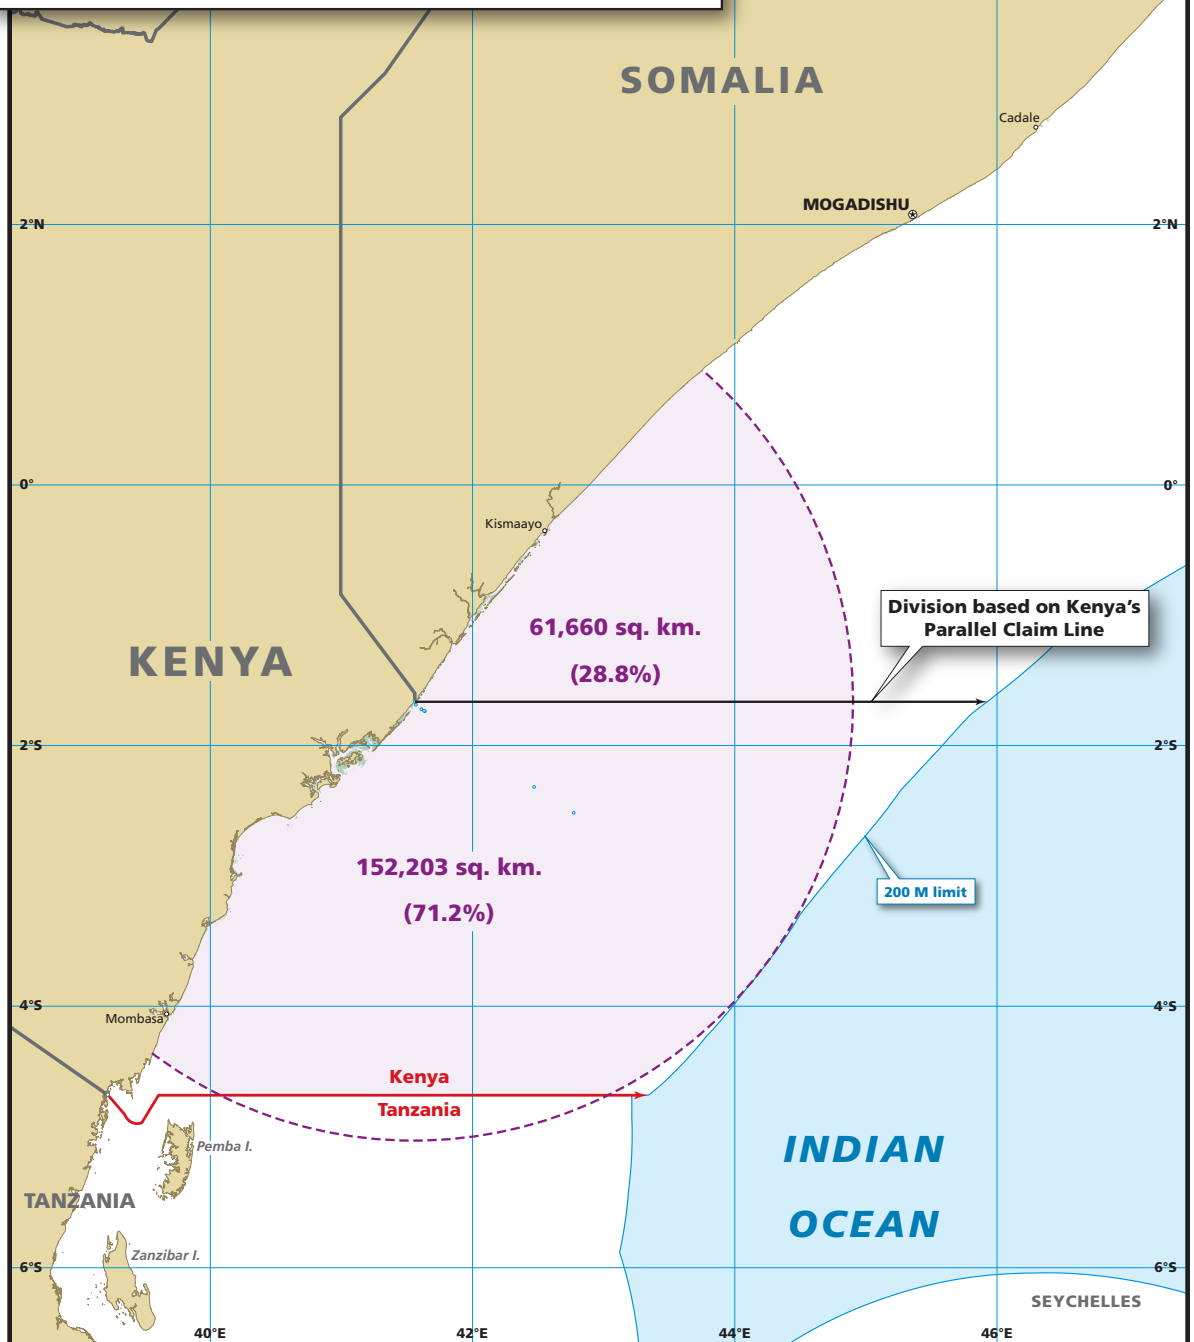 SOMALIA
Cadale
MOGADISHU
2°N
2°N
0°
0°
Kismaayo
Division based on Kenya's
Parallel Claim Line
61,660 sq. km.
(28.8%)
KENYA
2°S
2°S
152,203 sq. km.
(71.2%)
200 M limit
4°S
4°S
Mombasa
Kenya
Tanzania
Pemba I.
INDIAN
OCEAN
TANZANIA
Zanzibar I.
6°S
6°S
SEYCHELLES
40°E
42°E
44°E
46°E